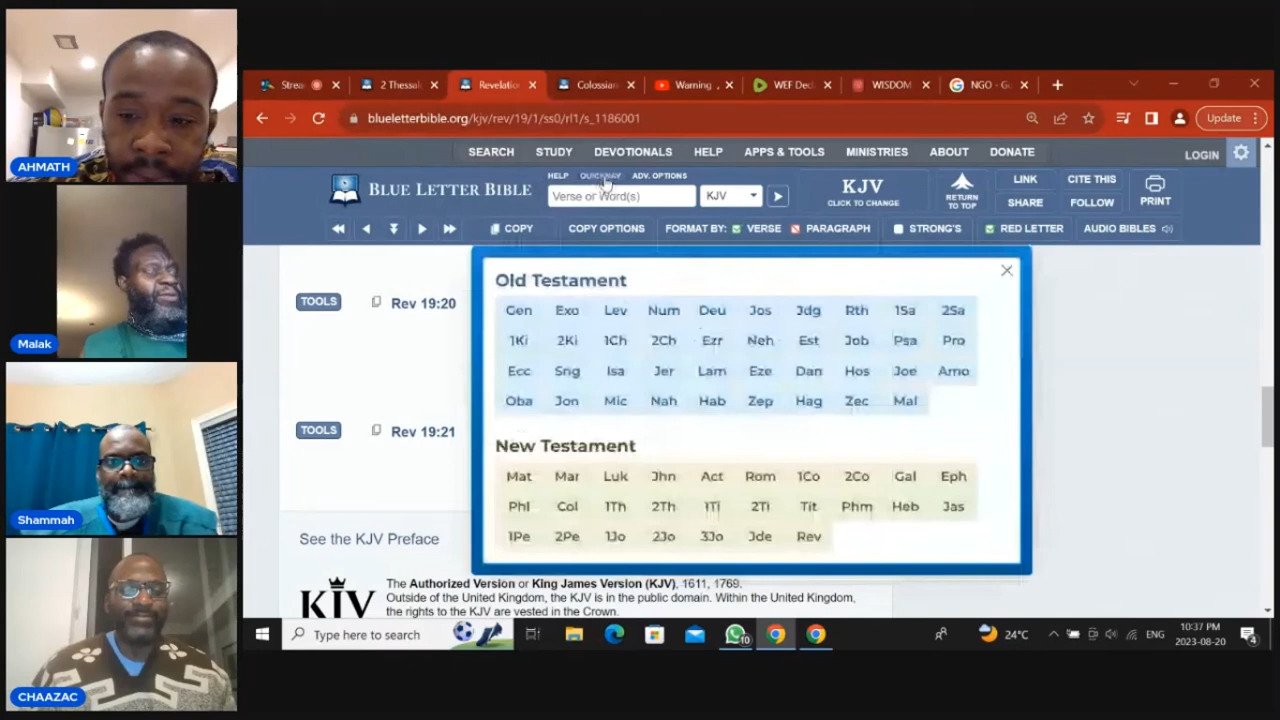 AHMATH
Malak
Shammah
CHAAZAC
Strea
2 Thessal
Revelation
Colossian
Warning ,
WEF Decl
WISDOM
NGO - Go
Update
blueletterbible.org/kjv/rev/19/1/ss0/rl1/s_1186001
SEARCH STUDY DEVOTIONALS HELP APPS & TOOLS MINISTRIES ABOUT DONATE
LOGIN
BLUE LETTER BIBLE
HELP QUICKNAV ADV. OPTIONS
Verse or Word(s)
KJV
KJV
CLICK TO CHANGE
RETURN
TO TOP
LINK
SHARE
CITE THIS
FOLLOW
PRINT
COPY COPY OPTIONS FORMAT BY: VERSE PARAGRAPH STRONG'S RED LETTER AUDIO BIBLES
TOOLS Rev 19:20
TOOLS Rev 19:21
Old Testament
Gen Exo Lev Num Deu Jos Jdg Rth 1Sa 2Sa
1Ki 2Ki 1Ch 2Ch Ezr Neh Est Job Psa Pro
Ecc Sng Isa Jer Lam Eze Dan Hos Joe Amo
Oba Jon Mic Nah Hab Zep Hag Zec Mal
New Testament
Mat Mar Luk Jhn Act Rom 1Co 2Co Gal Eph
Phl Col 1Th 2Th 1Ti 2Ti Tit Phm Heb Jas
1Pe 2Pe 1Jo 2Jo 3Jo Jde Rev
See the KJV Preface
KJV
The Authorized Version or King James Version (KJV), 1611, 1769.
Outside of the United Kingdom, the KJV is in the public domain. Within the United Kingdom,
the rights to the KJV are vested in the Crown.
Type here to search
10
24°C
ENG
10:37 PM
2023-08-20
4